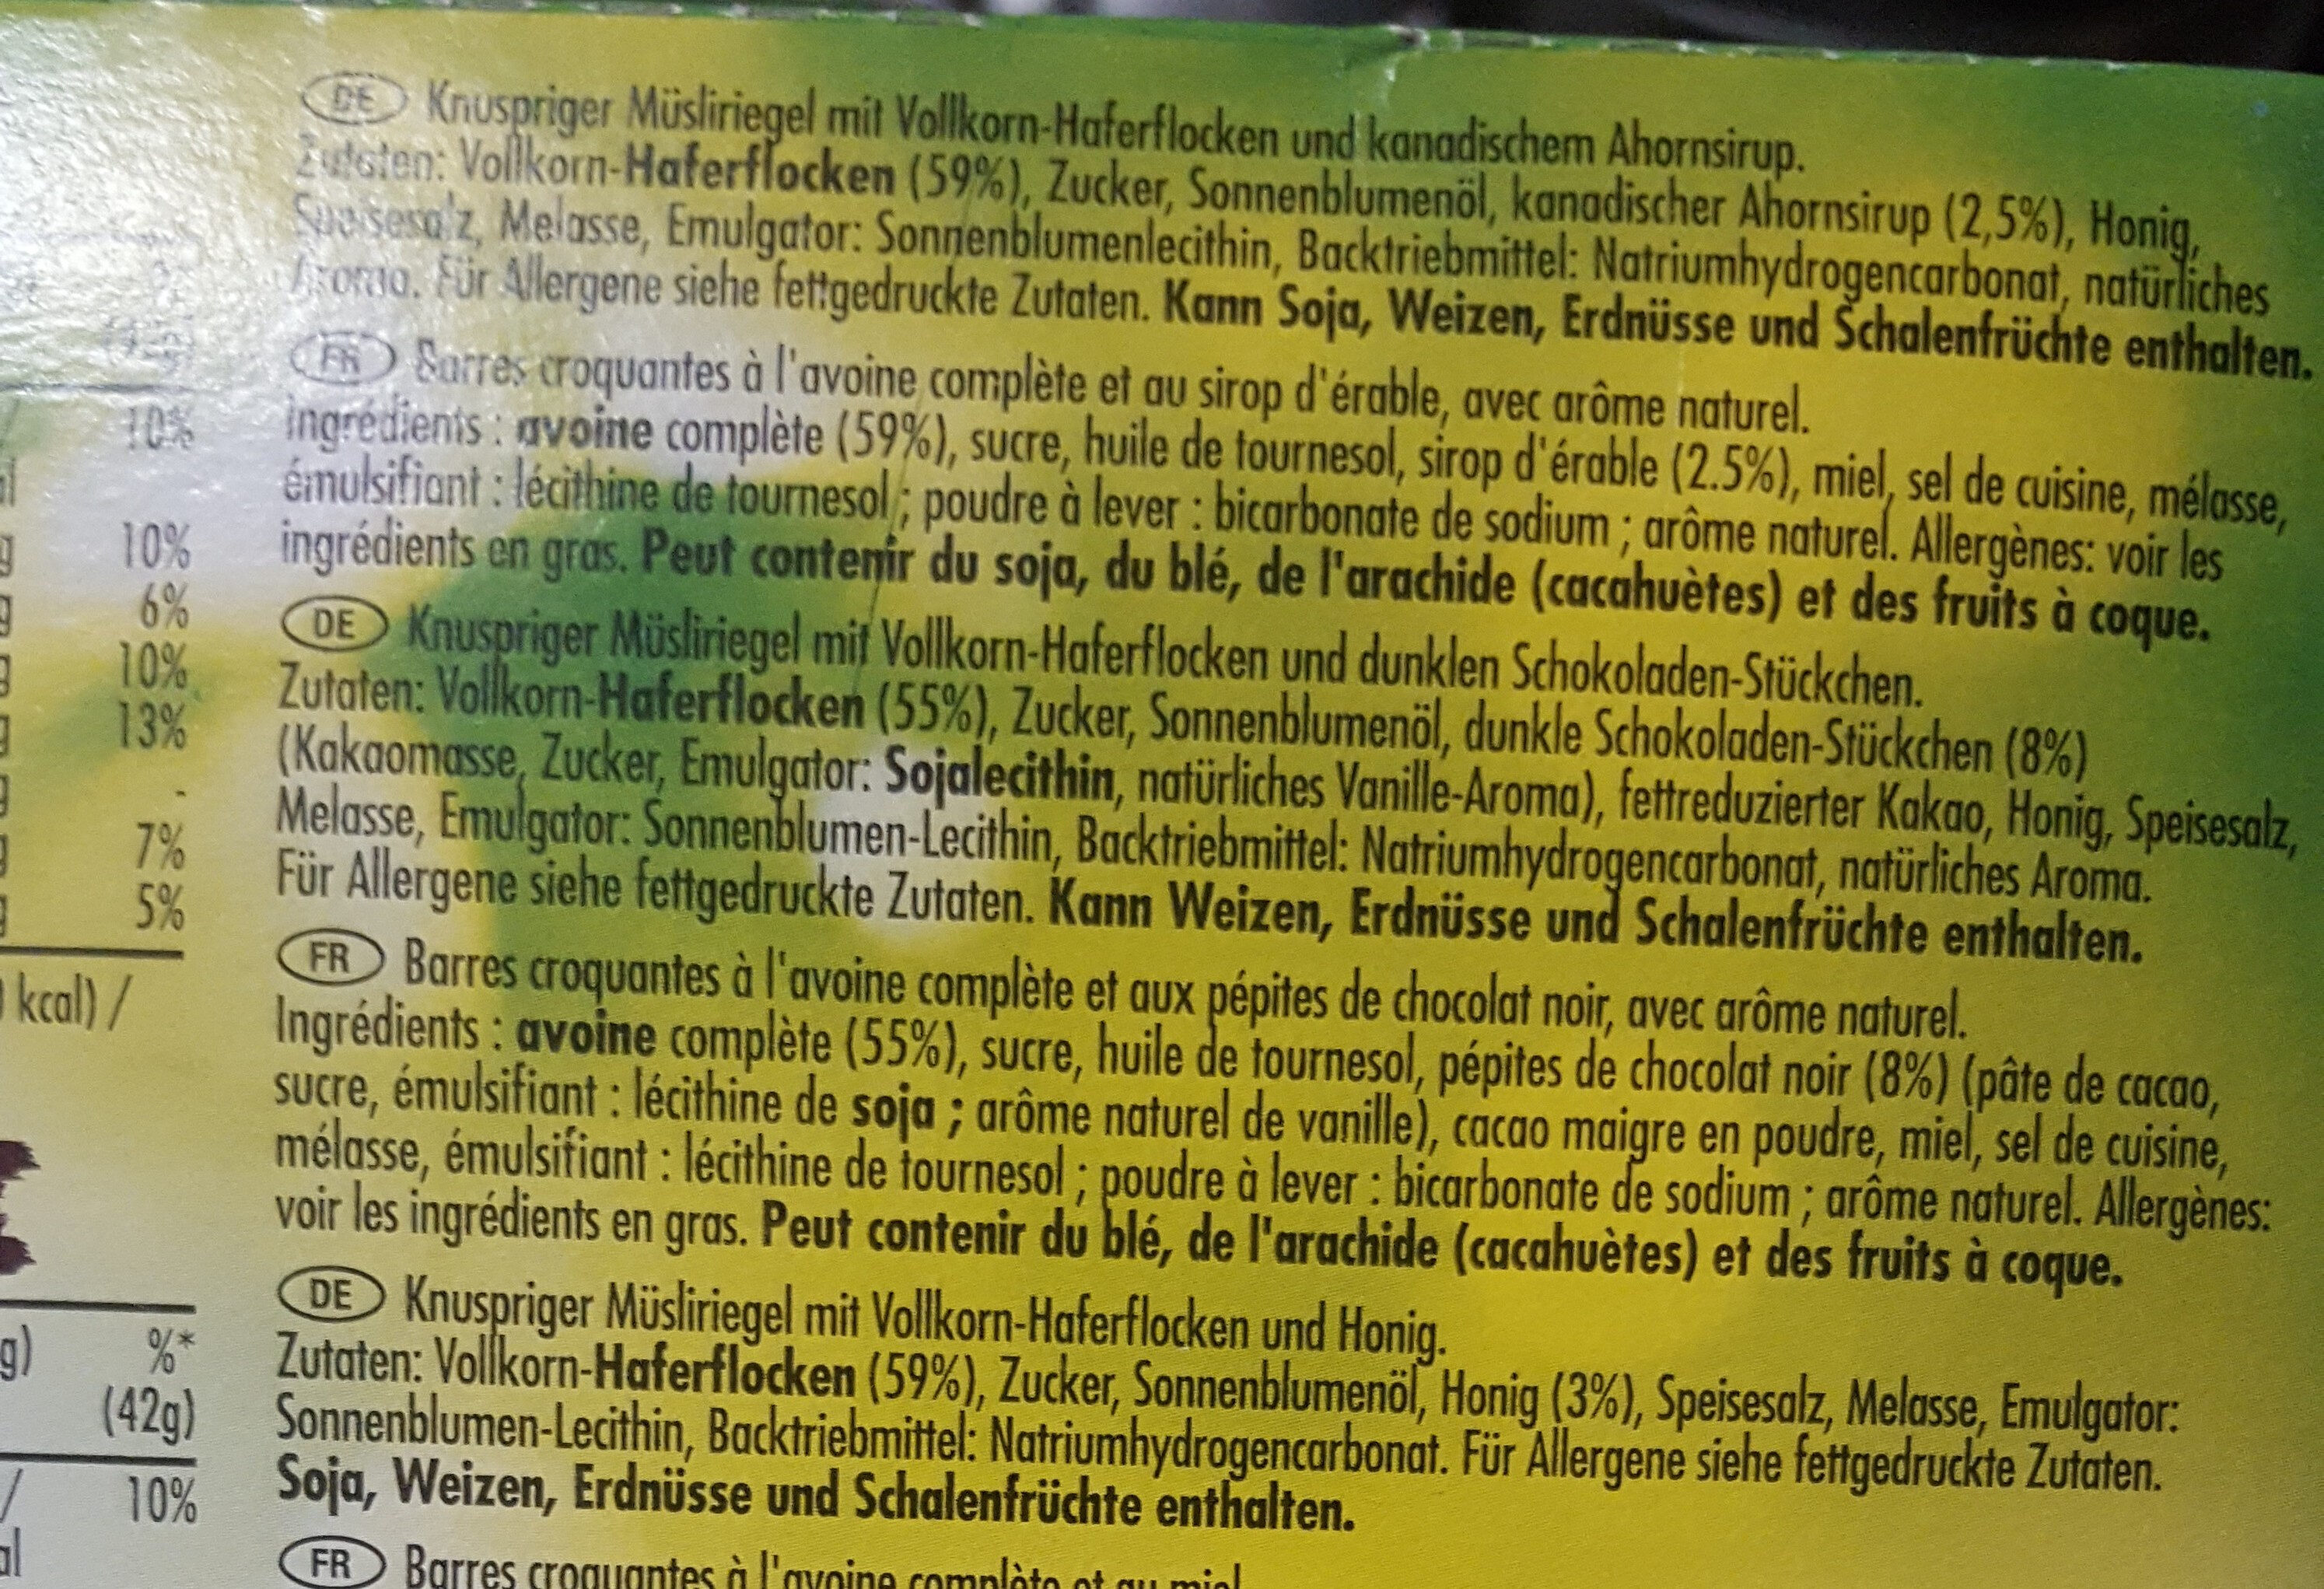 DE Knuspriger Müsliriegel mit Vollkorn-Haferflocken und kanadischem Ahornsirup.
Zutaten: Vollkorn-Haferflocken (59%), Zucker, Sonnenblumenöl, kanadischer Ahornsirup (2,5%), Honig,
Speisesalz, Melasse, Emulgator: Sonnenblumenlecithin, Backtriebmittel: Natriumhydrogencarbonat, natürliches
Aroma. Für Allergene siehe fettgedruckte Zutaten. Kann Soja, Weizen, Erdnüsse und Schalenfrüchte enthalten.
FR Barres croquantes à l'avoine complète et au sirop d'érable, avec arôme naturel.
Ingrédients : avoine complète (59%), sucre, huile de tournesol, sirop d'érable (2.5%), miel, sel de cuisine, mélasse,
émulsifiant : lécithine de tournesol ; poudre à lever : bicarbonate de sodium ; arôme naturel. Allergènes: voir les
ingrédients en gras. Peut contenir du soja, du blé, de l'arachide (cacahuètes) et des fruits à coque.
DE Knuspriger Müsliriegel mit Vollkorn-Haferflocken und dunklen Schokoladen-Stückchen.
Zutaten: Vollkorn-Haferflocken (55%), Zucker, Sonnenblumenöl, dunkle Schokoladen-Stückchen (8%)
(Kakaomasse, Zucker, Emulgator: Sojalecithin, natürliches Vanille-Aroma), fettreduzierter Kakao, Honig, Speisesalz,
Melasse, Emulgator: Sonnenblumen-Lecithin, Backtriebmittel: Natriumhydrogencarbonat, natürliches Aroma.
Für Allergene siehe fettgedruckte Zutaten. Kann Weizen, Erdnüsse und Schalenfrüchte enthalten.
FR Barres croquantes à l'avoine complète et aux pépites de chocolat noir, avec arôme naturel.
Ingrédients : avoine complète (55%), sucre, huile de tournesol, pépites de chocolat noir (8%) (pâte de cacao,
sucre, émulsifiant : lécithine de soja ; arôme naturel de vanille), cacao maigre en poudre, miel, sel de cuisine,
mélasse, émulsifiant : lécithine de tournesol ; poudre à lever : bicarbonate de sodium ; arôme naturel. Allergènes:
voir les ingrédients en gras. Peut contenir du blé, de l'arachide (cacahuètes) et des fruits à coque.
DE Knuspriger Müsliriegel mit Vollkorn-Haferflocken und Honig.
Zutaten: Vollkorn-Haferflocken (59%), Zucker, Sonnenblumenöl, Honig (3%), Speisesalz, Melasse, Emulgator:
Sonnenblumen-Lecithin, Backtriebmittel: Natriumhydrogencarbonat. Für Allergene siehe fettgedruckte Zutaten.
Soja, Weizen, Erdnüsse und Schalenfrüchte enthalten.
FR Barres croquantes à l'avoine complète et au miel
10%
10%
6%
10%
13%
-
7%
5%
kcal) /
g) %*
(42g)
/ 10%